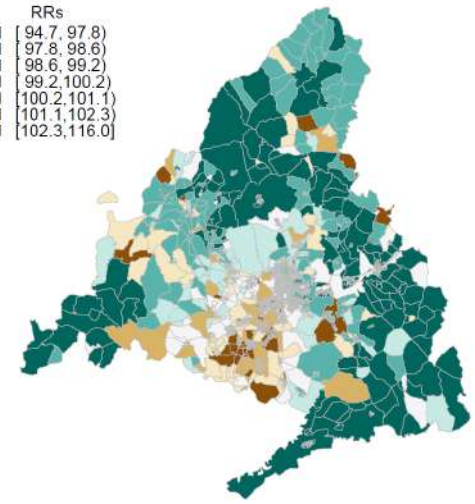 RRs
[ 94.7, 97.8)
[ 97.8, 98.6)
[ 98.6, 99.2)
[ 99.2,100.2)
[100.2,101.1)
[101.1,102.3)
[102.3,116.0]